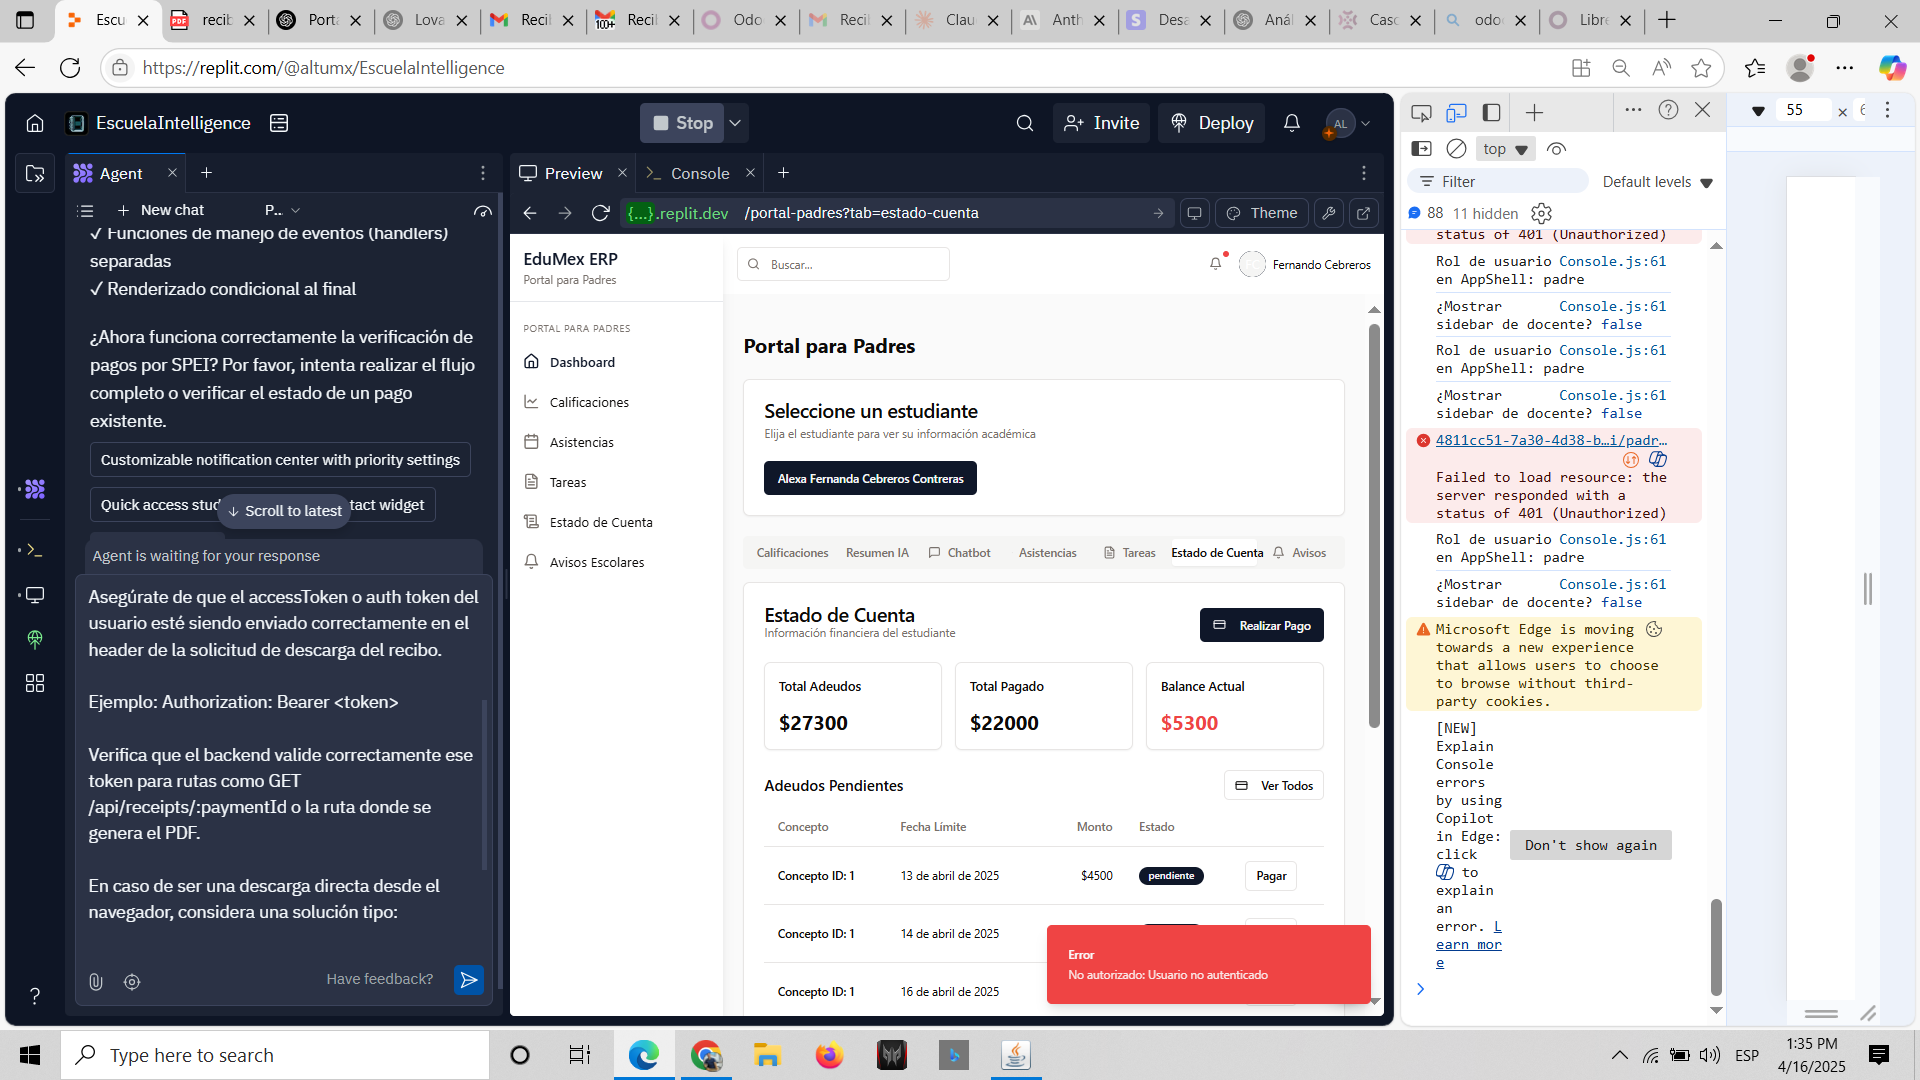 Escu
recib
Porta
Lova
Recil
100+
Recil
Odo
Recil
Clau
Anth
Desa
Anál
Casc
odo
Libre
https://replit.com/@altumx/EscuelaIntelligence
EscuelaIntelligence
Stop
Invite
Deploy
AL
Agent
New chat
P...
✓ Funciones de manejo de eventos (handlers)
separadas
✓ Renderizado condicional al final
¿Ahora funciona correctamente la verificación de
pagos por SPEI? Por favor, intenta realizar el flujo
completo o verificar el estado de un pago
existente.
Customizable notification center with priority settings
Quick access stu
tact widget
↓ Scroll to latest
Agent is waiting for your response
Asegúrate de que el accessToken o auth token del
usuario esté siendo enviado correctamente en el
header de la solicitud de descarga del recibo.
Ejemplo: Authorization: Bearer <token>
Verifica que el backend valide correctamente ese
token para rutas como GET
/api/receipts/:paymentId o la ruta donde se
genera el PDF.
En caso de ser una descarga directa desde el
navegador, considera una solución tipo:
Have feedback?
Preview
Console
{...}.replit.dev /portal-padres?tab=estado-cuenta
Theme
EduMex ERP
Portal para Padres
Buscar...
Fernando Cebreros
PORTAL PARA PADRES
Dashboard
Calificaciones
Asistencias
Tareas
Estado de Cuenta
Avisos Escolares
Portal para Padres
Seleccione un estudiante
Elija el estudiante para ver su información académica
Alexa Fernanda Cebreros Contreras
Calificaciones Resumen IA Chatbot Asistencias Tareas Estado de Cuenta Avisos
Estado de Cuenta
Información financiera del estudiante
Realizar Pago
Total Adeudos
$27300
Total Pagado
$22000
Balance Actual
$5300
Adeudos Pendientes
Ver Todos
Concepto Fecha Límite Monto Estado
Concepto ID: 1 13 de abril de 2025 $4500 pendiente Pagar
Concepto ID: 1 14 de abril de 2025
Concepto ID: 1 16 de abril de 2025
Error
No autorizado: Usuario no autenticado
top
Filter
Default levels
88 11 hidden
status of 401 (Unauthorized)
Rol de usuario Console.js:61
en AppShell: padre
¿Mostrar Console.js:61
sidebar de docente? false
Rol de usuario Console.js:61
en AppShell: padre
¿Mostrar Console.js:61
sidebar de docente? false
4811cc51-7a30-4d38-b…i/padr…
Failed to load resource: the
server responded with a
status of 401 (Unauthorized)
Rol de usuario Console.js:61
en AppShell: padre
¿Mostrar Console.js:61
sidebar de docente? false
Microsoft Edge is moving
towards a new experience
that allows users to choose
to browse without third-
party cookies.
[NEW]
Explain
Console
errors
by using
Copilot
in Edge:
click
to
explain
an
error. L
earn mor
e
Don't show again
55 ×
Type here to search
ESP
1:35 PM
4/16/2025